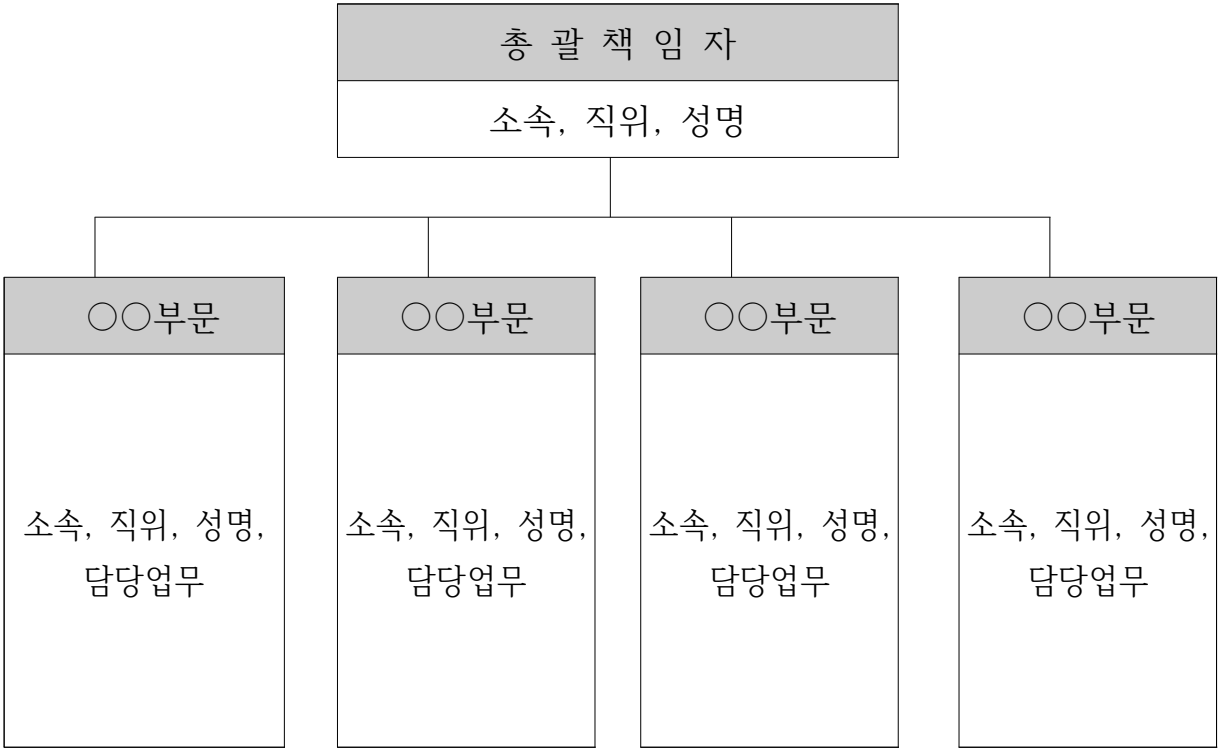 총 괄 책 임 자
소속, 직위, 성명
○○부문
소속, 직위, 성명,
담당업무
○○부문
소속, 직위, 성명,
담당업무
○○부문
소속, 직위, 성명,
담당업무
○○부문
소속, 직위, 성명,
담당업무